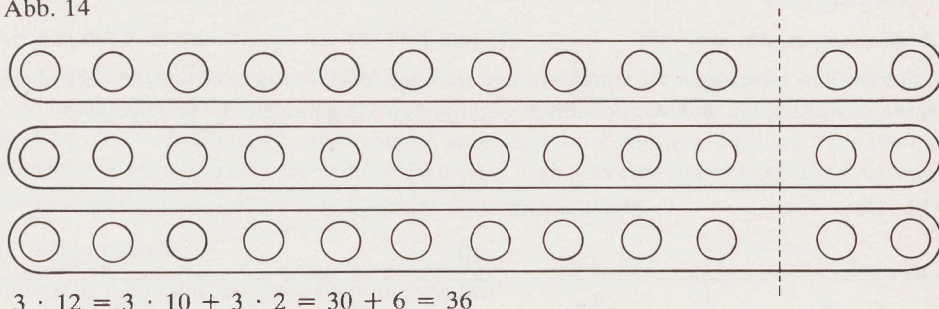 Abb. 14
3 · 12 = 3 · 10 + 3 · 2 = 30 + 6 = 36